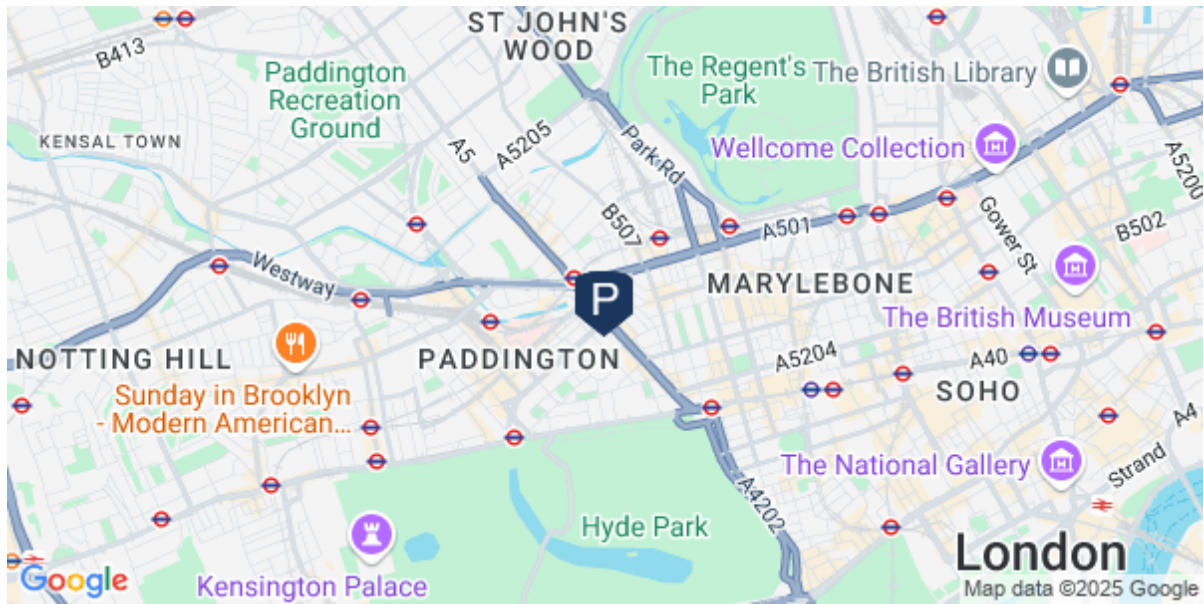 ST JOHN'S
WOOD
B413
Paddington
Recreation
Ground
The Regent's
Park
The British Library
KENSAL TOWN
A5
A5205
Park Rd
Wellcome Collection
A5200
B507
A501
Gower St
B502
Westway
MARYLEBONE
P
The British Museum
NOTTING HILL
PADDINGTON
A5204
A40
Sunday in Brooklyn
- Modern American...
SOHO
A4
The National Gallery
Strand
A4202
Hyde Park
London
Kensington Palace
Google
Map data ©2025 Google